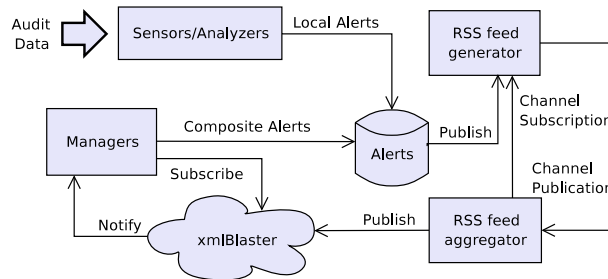 Audit
Data
Sensors/Analyzers
Local Alerts
RSS feed
generator
Managers
Composite Alerts
Alerts
Publish
Channel
Subscription
Subscribe
Channel
Publication
Notify
xmlBlaster
Publish
RSS feed
aggregator